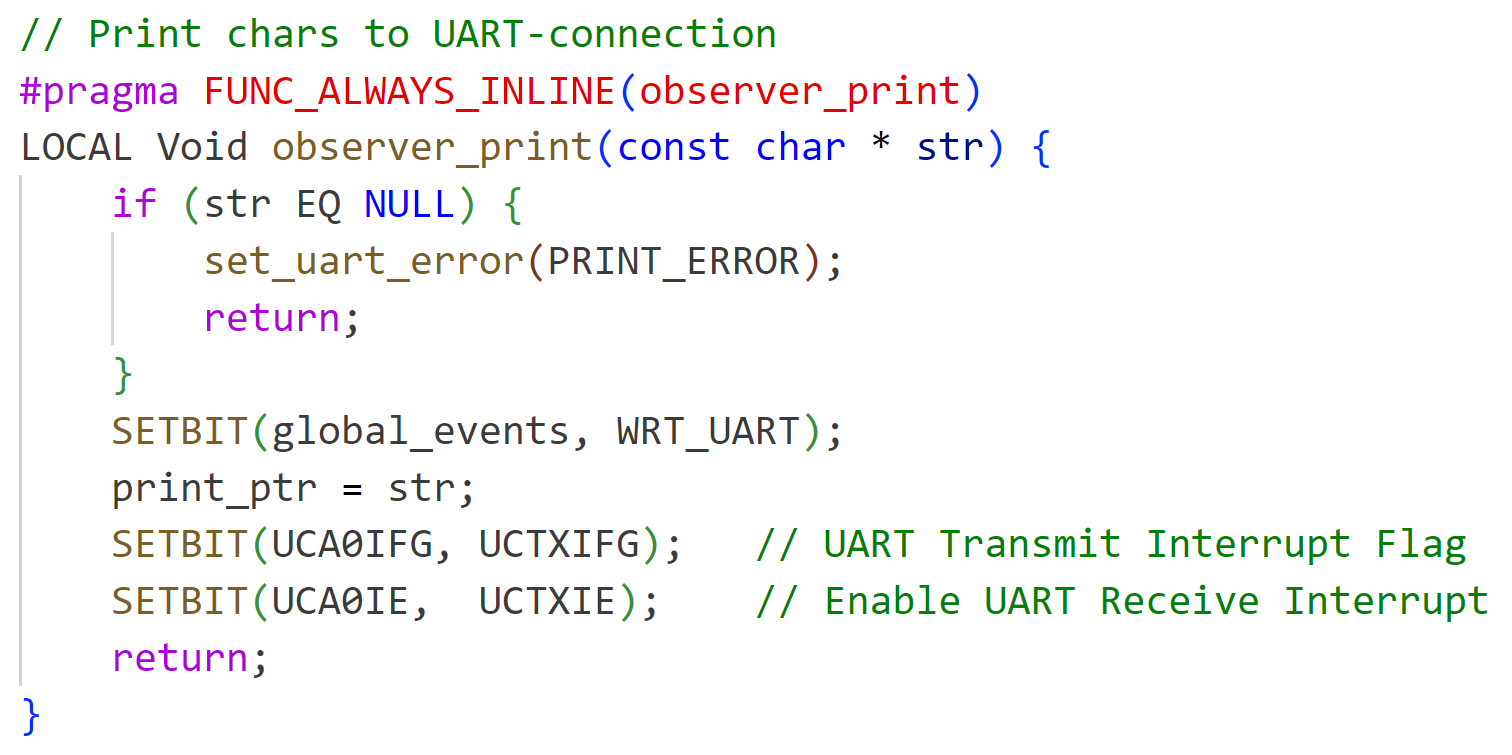 // Print chars to UART-connection
#pragma FUNC_ALWAYS_INLINE(observer_print)
LOCAL Void observer_print(const char * str) {
    if (str EQ NULL) {
        set_uart_error(PRINT_ERROR);
        return;
    }
    SETBIT(global_events, WRT_UART);
    print_ptr = str;
    SETBIT(UCA0IFG, UCTXIFG);   // UART Transmit Interrupt Flag
    SETBIT(UCA0IE,  UCTXIE);    // Enable UART Receive Interrupt
    return;
}